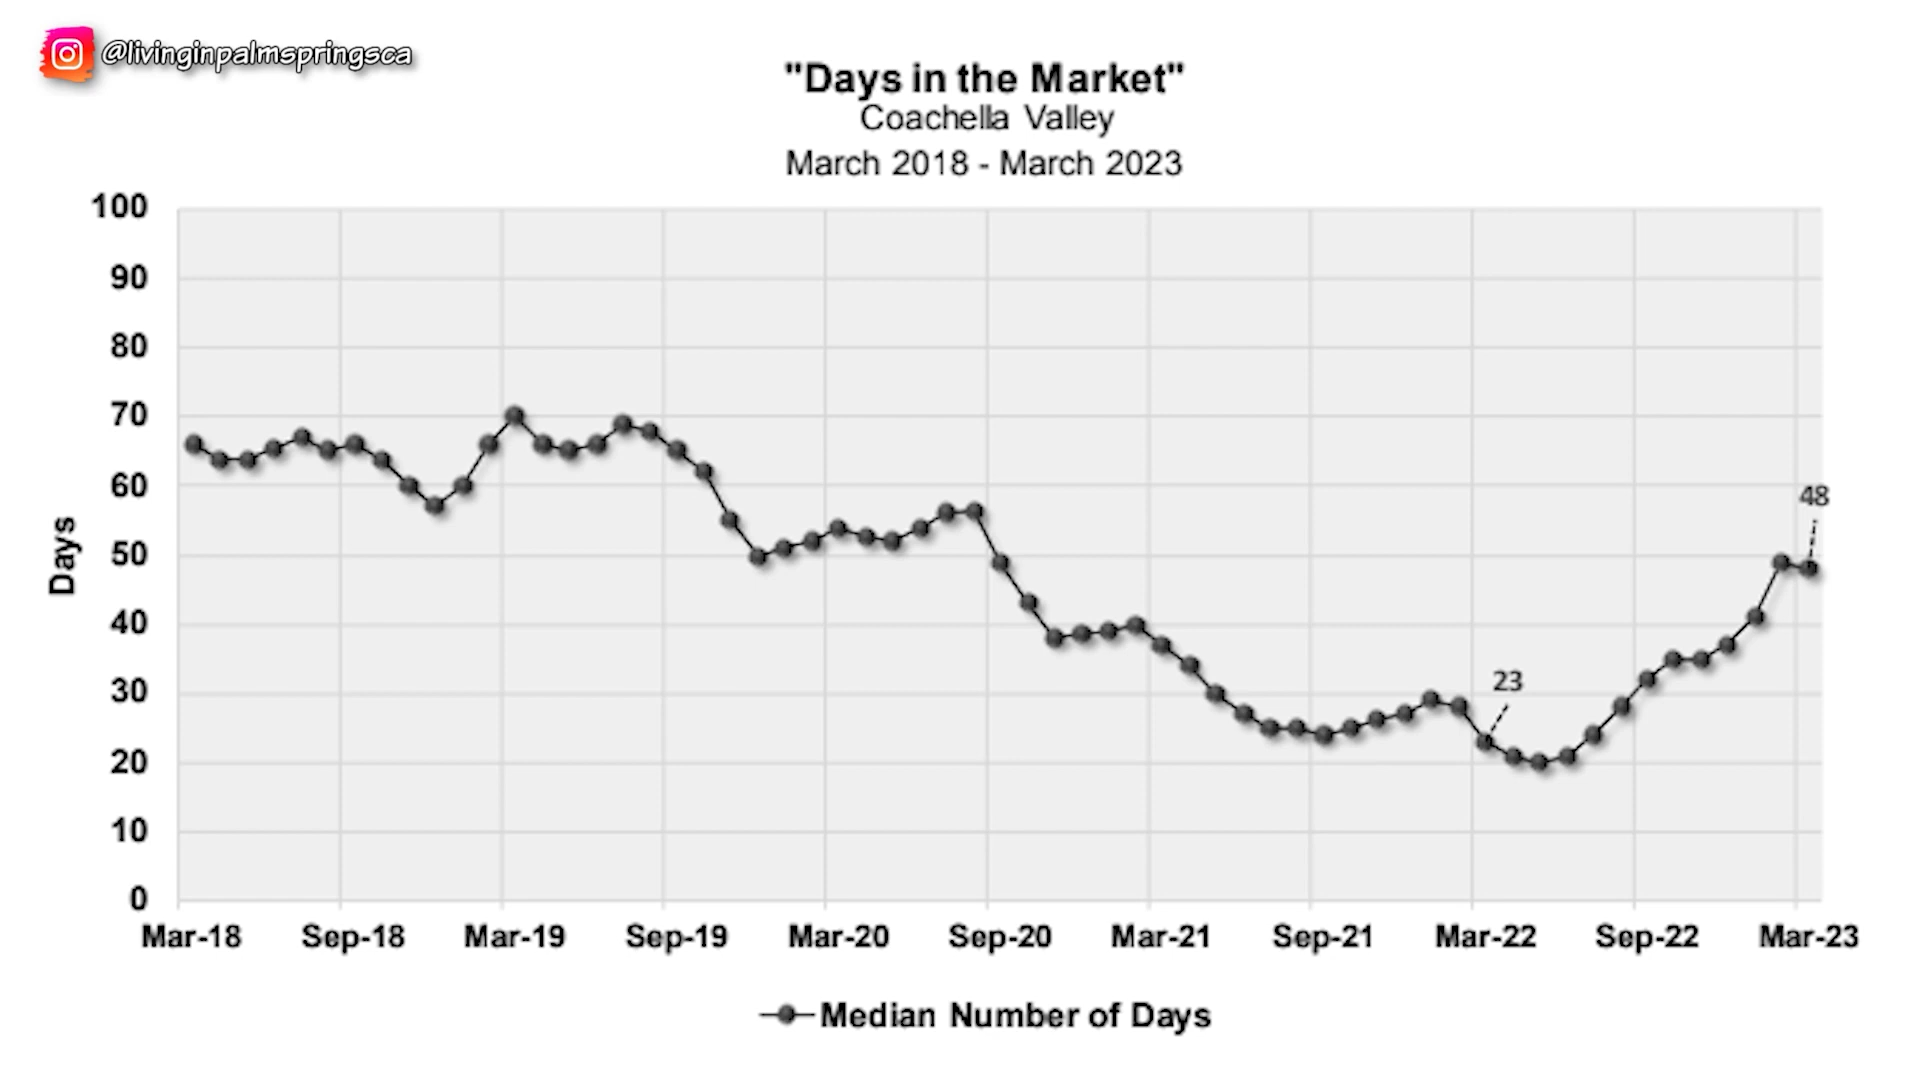 @livinginpalmspringsca
"Days in the Market"
Coachella Valley
March 2018 - March 2023
100
90
80
70
60
50
40
30
20
10
0
Days
48
23
Mar-18 Sep-18 Mar-19 Sep-19 Mar-20 Sep-20 Mar-21 Sep-21 Mar-22 Sep-22 Mar-23
Median Number of Days